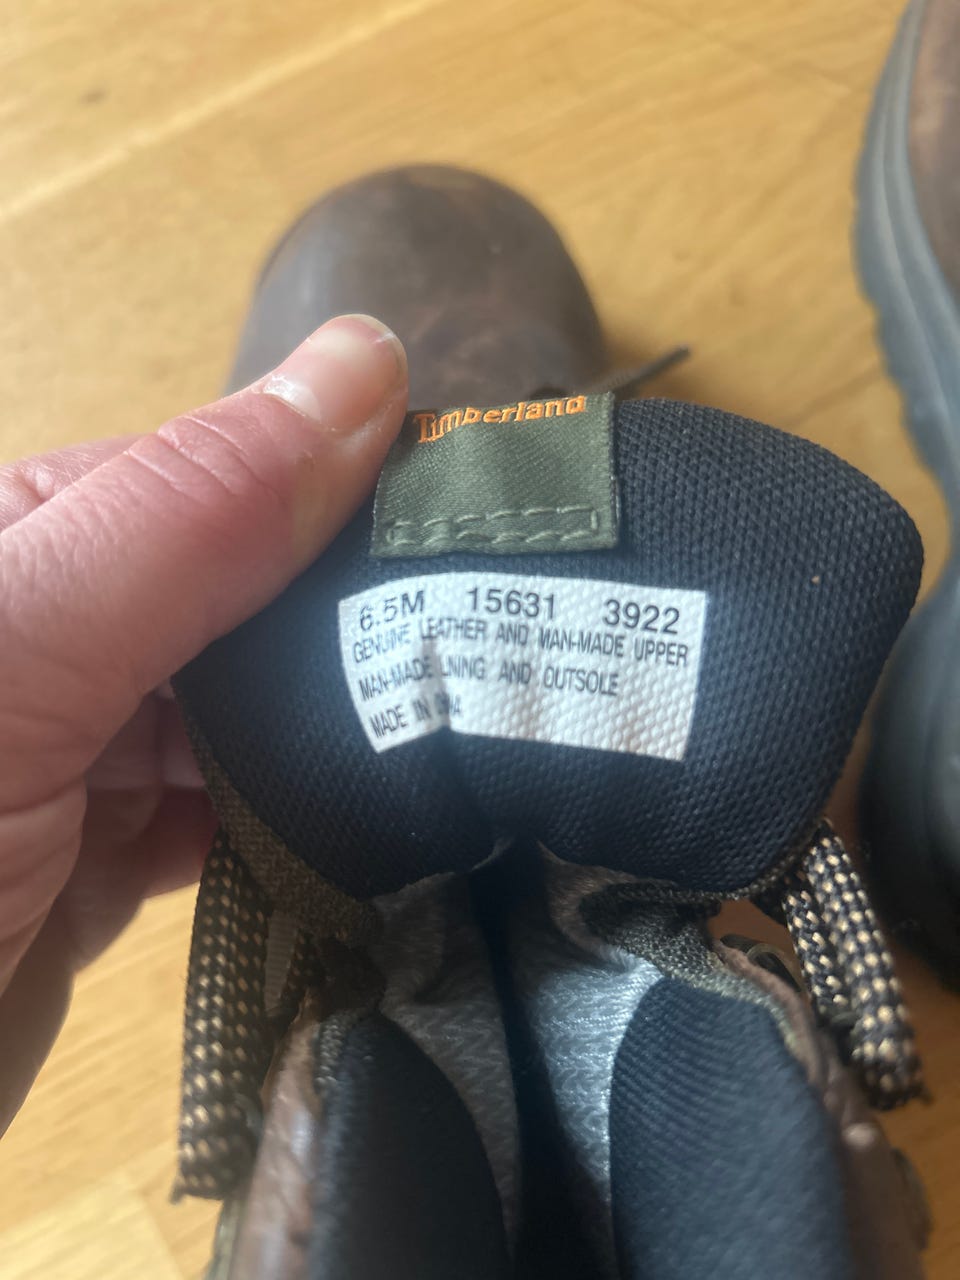 Timberland
6.5M 15631 3922
GENUINE LEATHER AND MAN-MADE UPPER
MAN-MADE LINING AND OUTSOLE
MADE IN